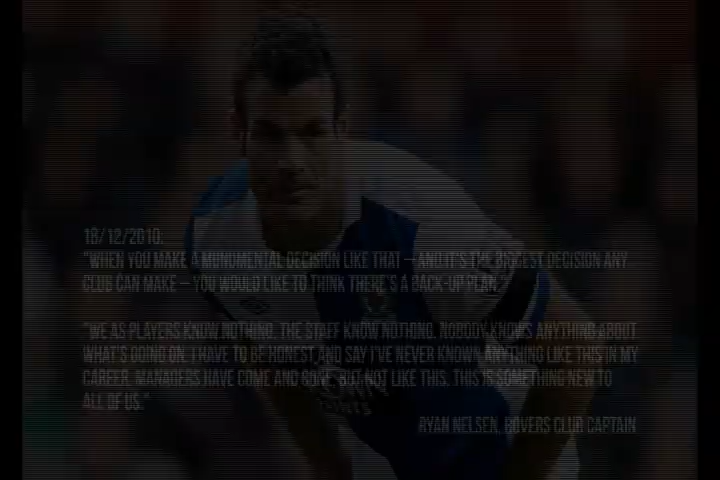 18/12/2010:
"WHEN YOU MAKE A MUNUMENTAL DECISION LIKE THAT – AND IT'S THE BIGGEST DECISION ANY
CLUB CAN MAKE – YOU WOULD LIKE TO THINK THERE'S A BACK-UP PLAN."
"WE AS PLAYERS KNOW NOTHING. THE STAFF KNOW NOTHING. NOBODY KNOWS ANYTHING ABOUT
WHAT'S GOING ON. I HAVE TO BE HONEST AND SAY I'VE NEVER KNOWN ANYTHING LIKE THIS IN MY
CAREER. MANAGERS HAVE COME AND GONE, BUT NOT LIKE THIS. THIS IS SOMETHING NEW TO
ALL OF US."
RYAN NELSEN, ROVERS CLUB CAPTAIN